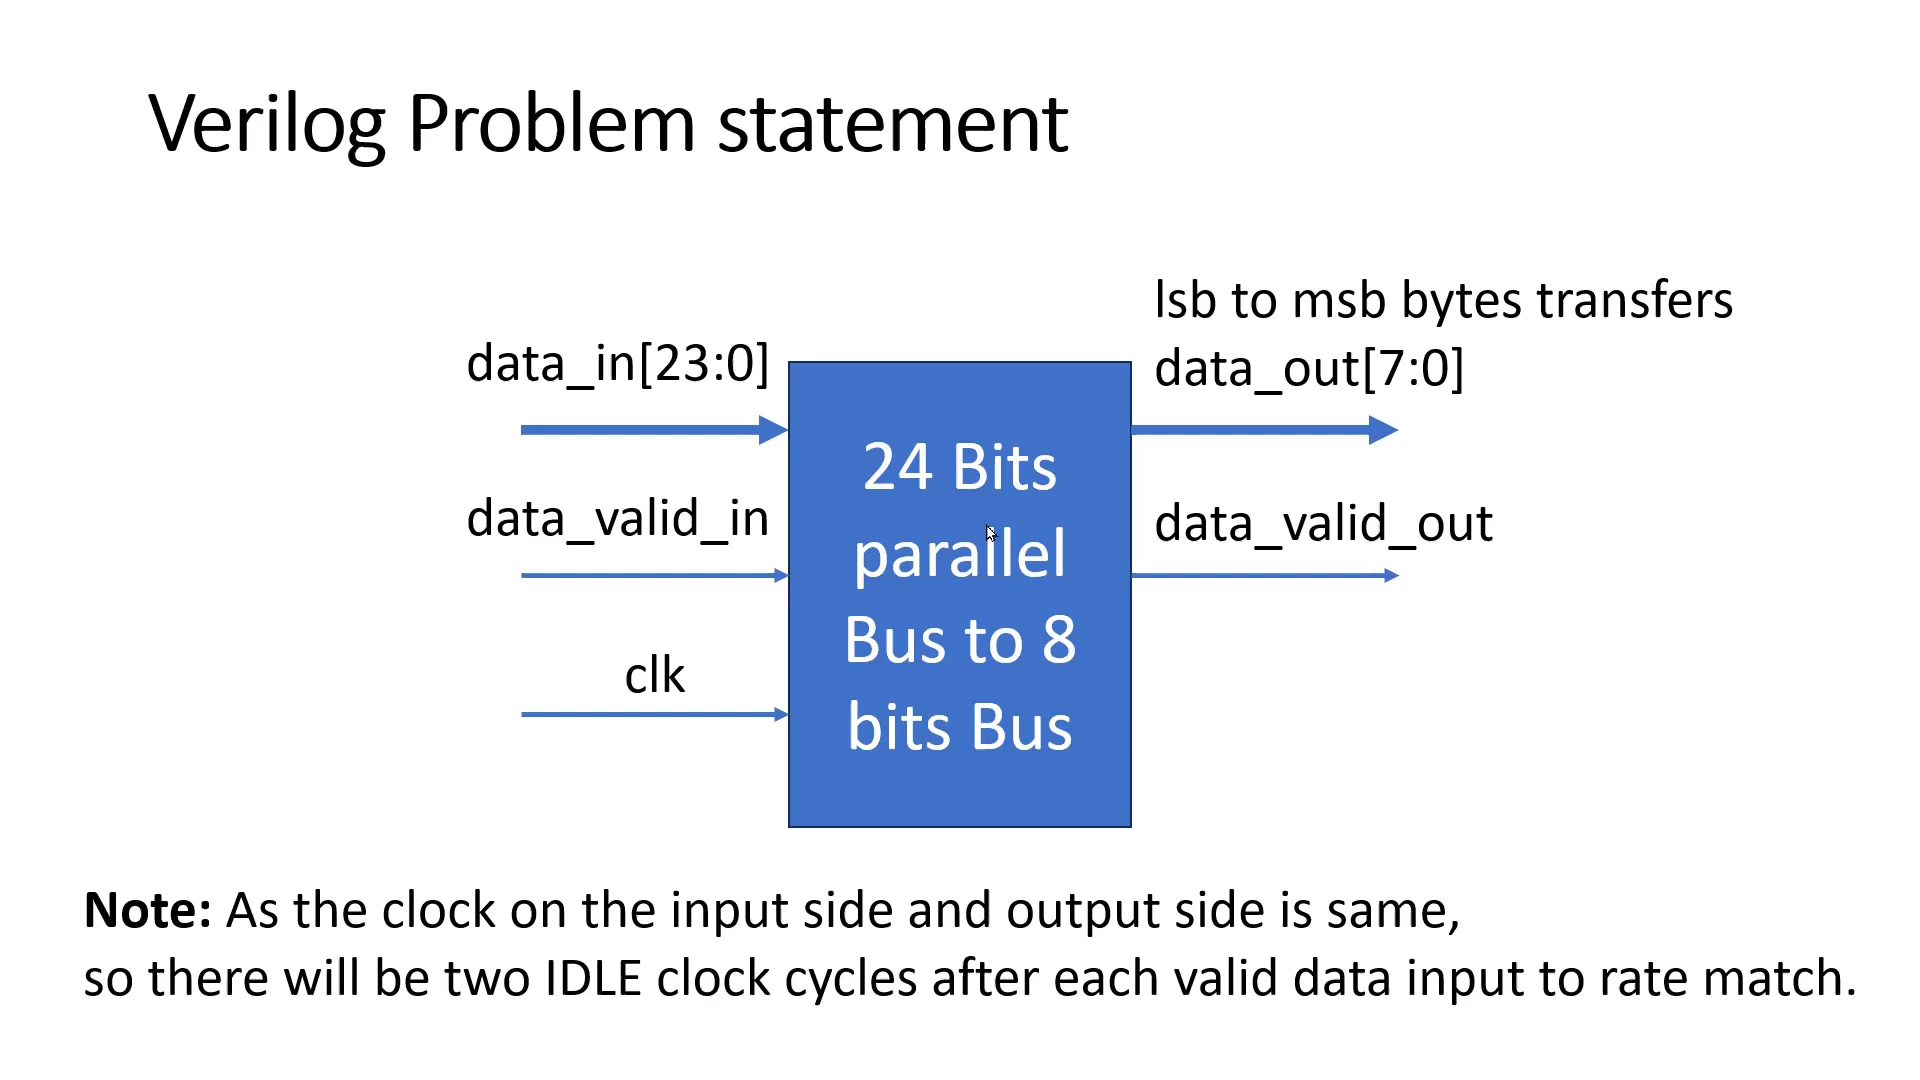 Verilog Problem statement
lsb to msb bytes transfers
data_in[23:0]
data_out[7:0]
24 Bits
parallel
Bus to 8
bits Bus
data_valid_in
data_valid_out
clk
Note: As the clock on the input side and output side is same,
so there will be two IDLE clock cycles after each valid data input to rate match.